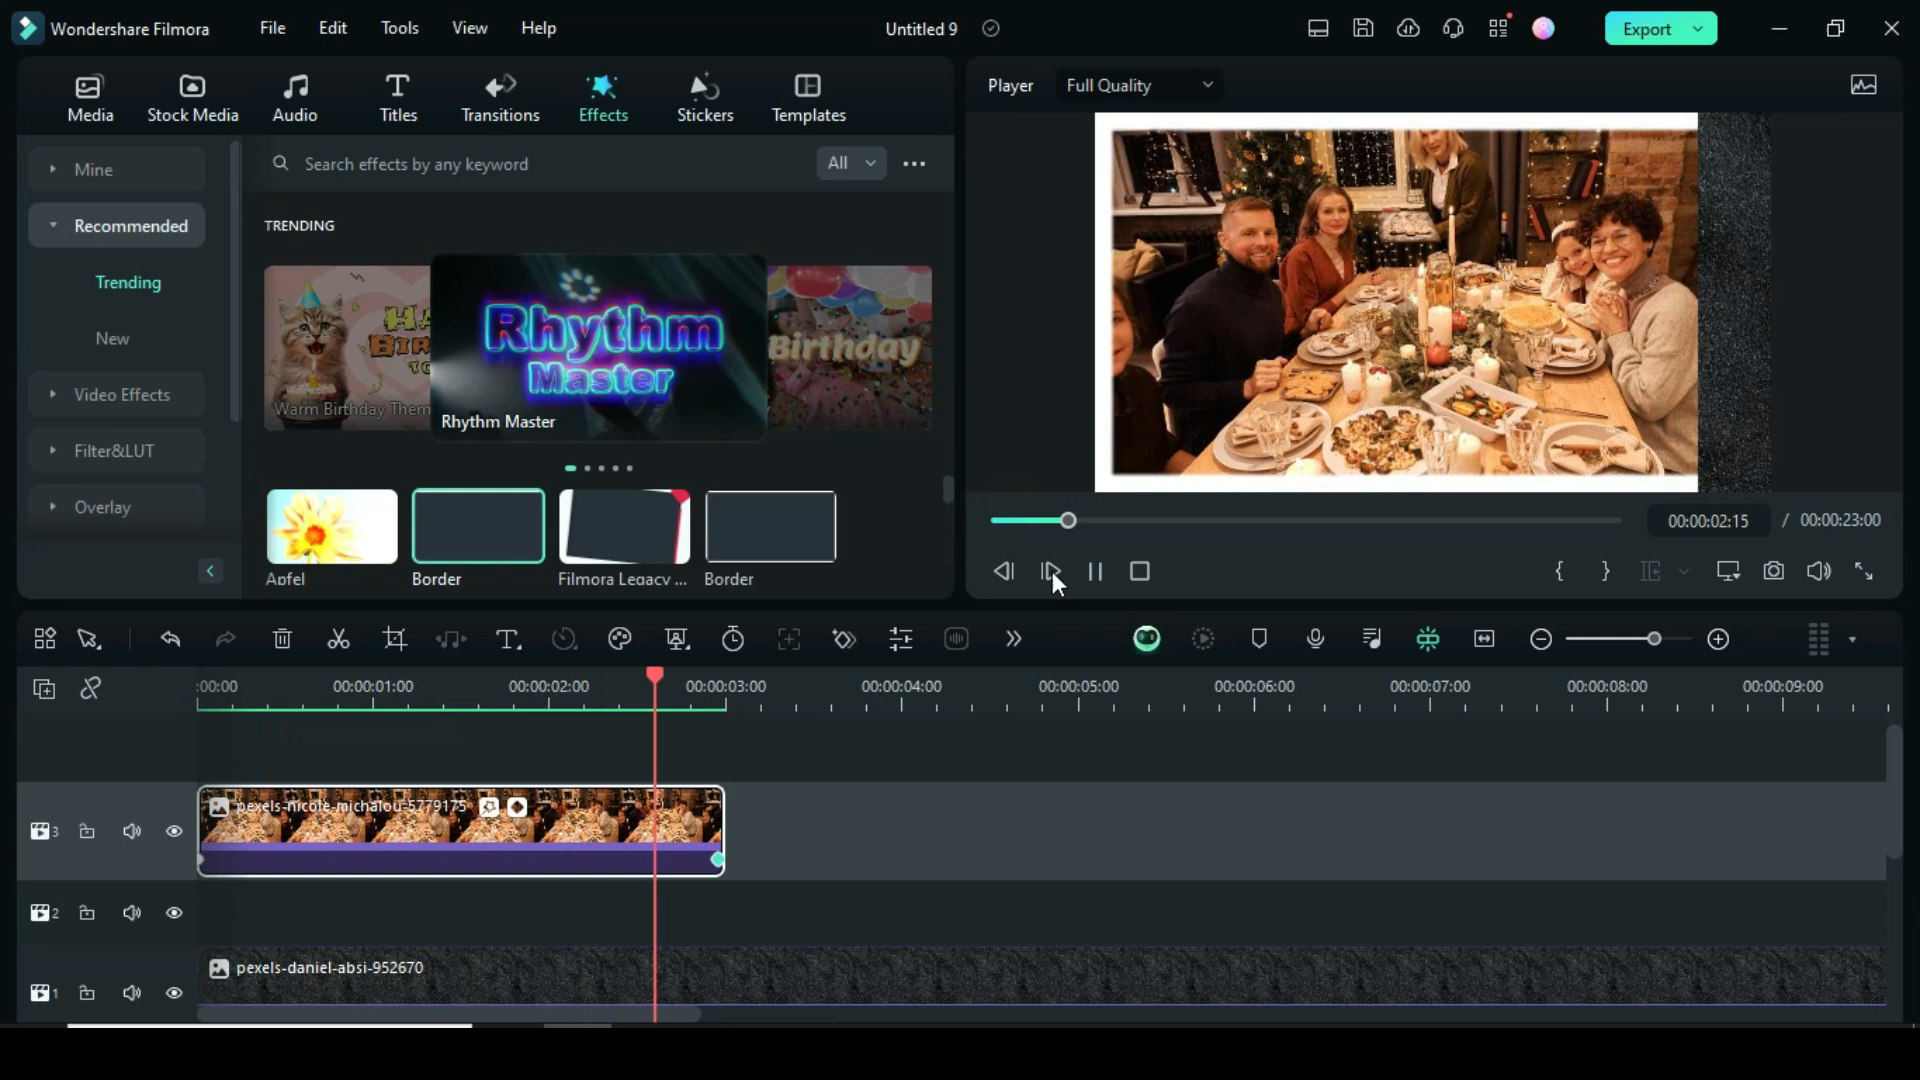 Wondershare Filmora
File
Edit
Tools
View
Help
Untitled 9
Export
Media
Stock Media
Audio
Titles
Transitions
Effects
Stickers
Templates
Player
Full Quality
Mine
Recommended
Trending
New
Video Effects
Filter&LUT
Overlay
Search effects by any keyword
All
TRENDING
Warm Birthday Them
Rhythm
Master
Rhythm Master
Birthday
Apfel
Border
Filmora Legacy ...
Border
00:00:02:15
/ 00:00:23:00
:00:00
00:00:01:00
00:00:02:00
00:00:03:00
00:00:04:00
00:00:05:00
00:00:06:00
00:00:07:00
00:00:08:00
00:00:09:00
pexels-nicole-michalou-5779175
3
2
pexels-daniel-absi-952670
1